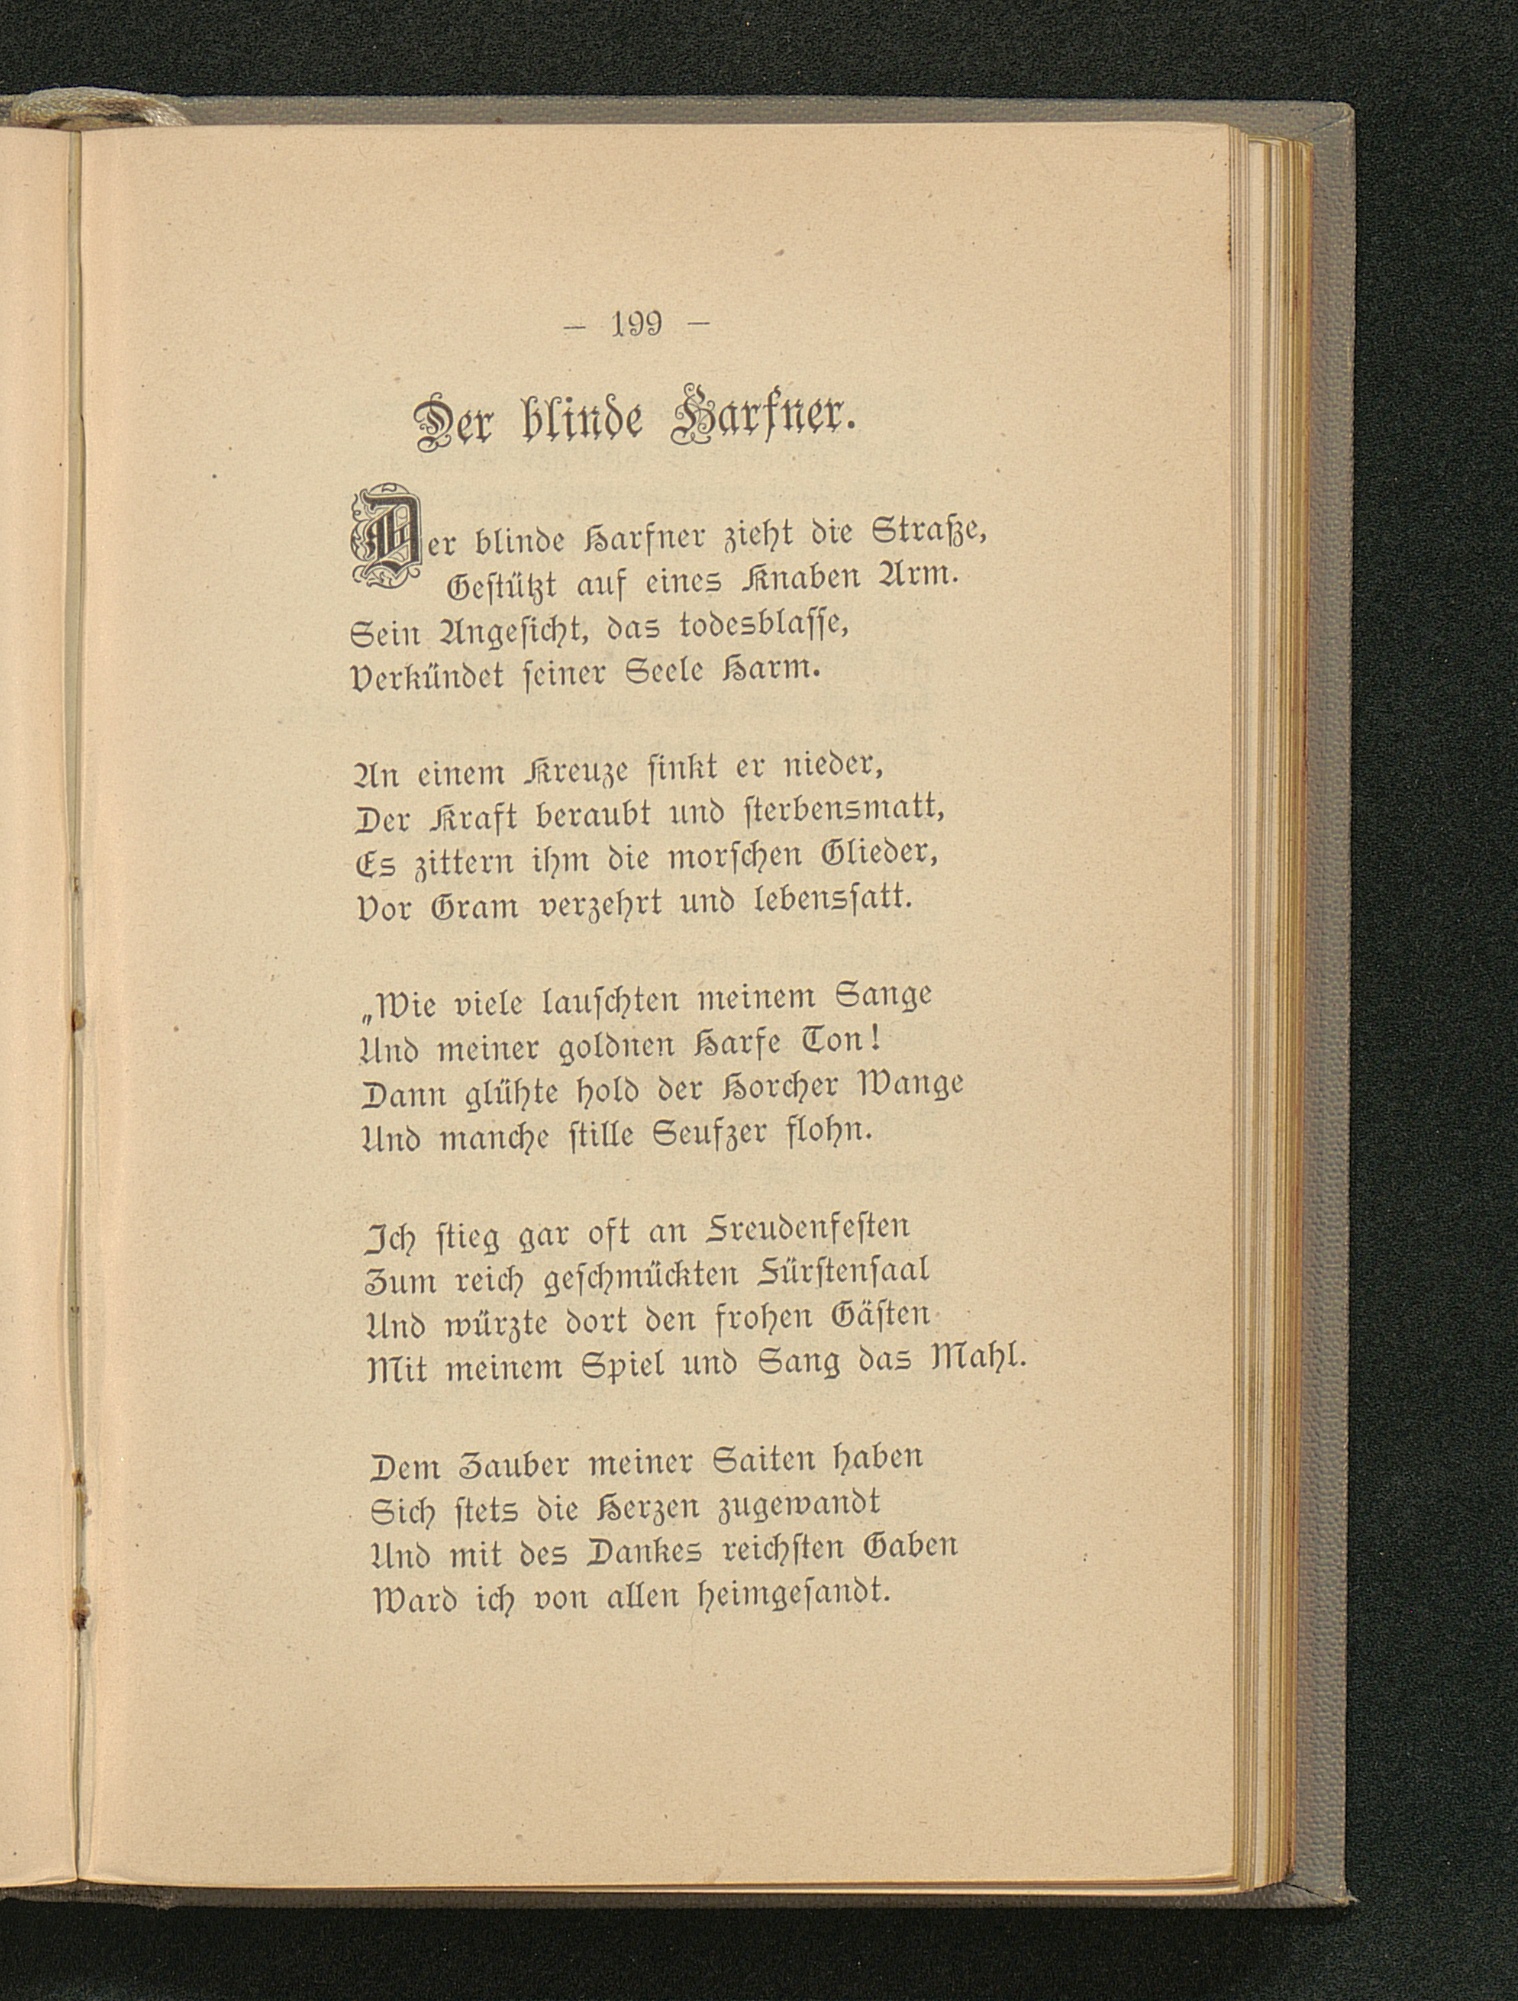 — 199 —
Der blinde Harfner.
Der blinde Harfner zieht die Straße,
Gestützt auf eines Knaben Arm.
Sein Angesicht, das todesblasse,
Verkündet seiner Seele Harm.
An einem Kreuze sinkt er nieder,
Der Kraft beraubt und sterbensmatt,
Es zittern ihm die morschen Glieder,
Vor Gram verzehrt und lebenssatt.
„Wie viele lauschten meinem Sange
Und meiner goldnen Harfe Ton!
Dann glühte hold der Horcher Wange
Und manche stille Seufzer flohn.
Ich stieg gar oft an Freudenfesten
Zum reich geschmückten Fürstensaal
Und würzte dort den frohen Gästen
Mit meinem Spiel und Sang das Mahl.
Dem Zauber meiner Saiten haben
Sich stets die Herzen zugewandt
Und mit des Dankes reichsten Gaben
Ward ich von allen heimgesandt.